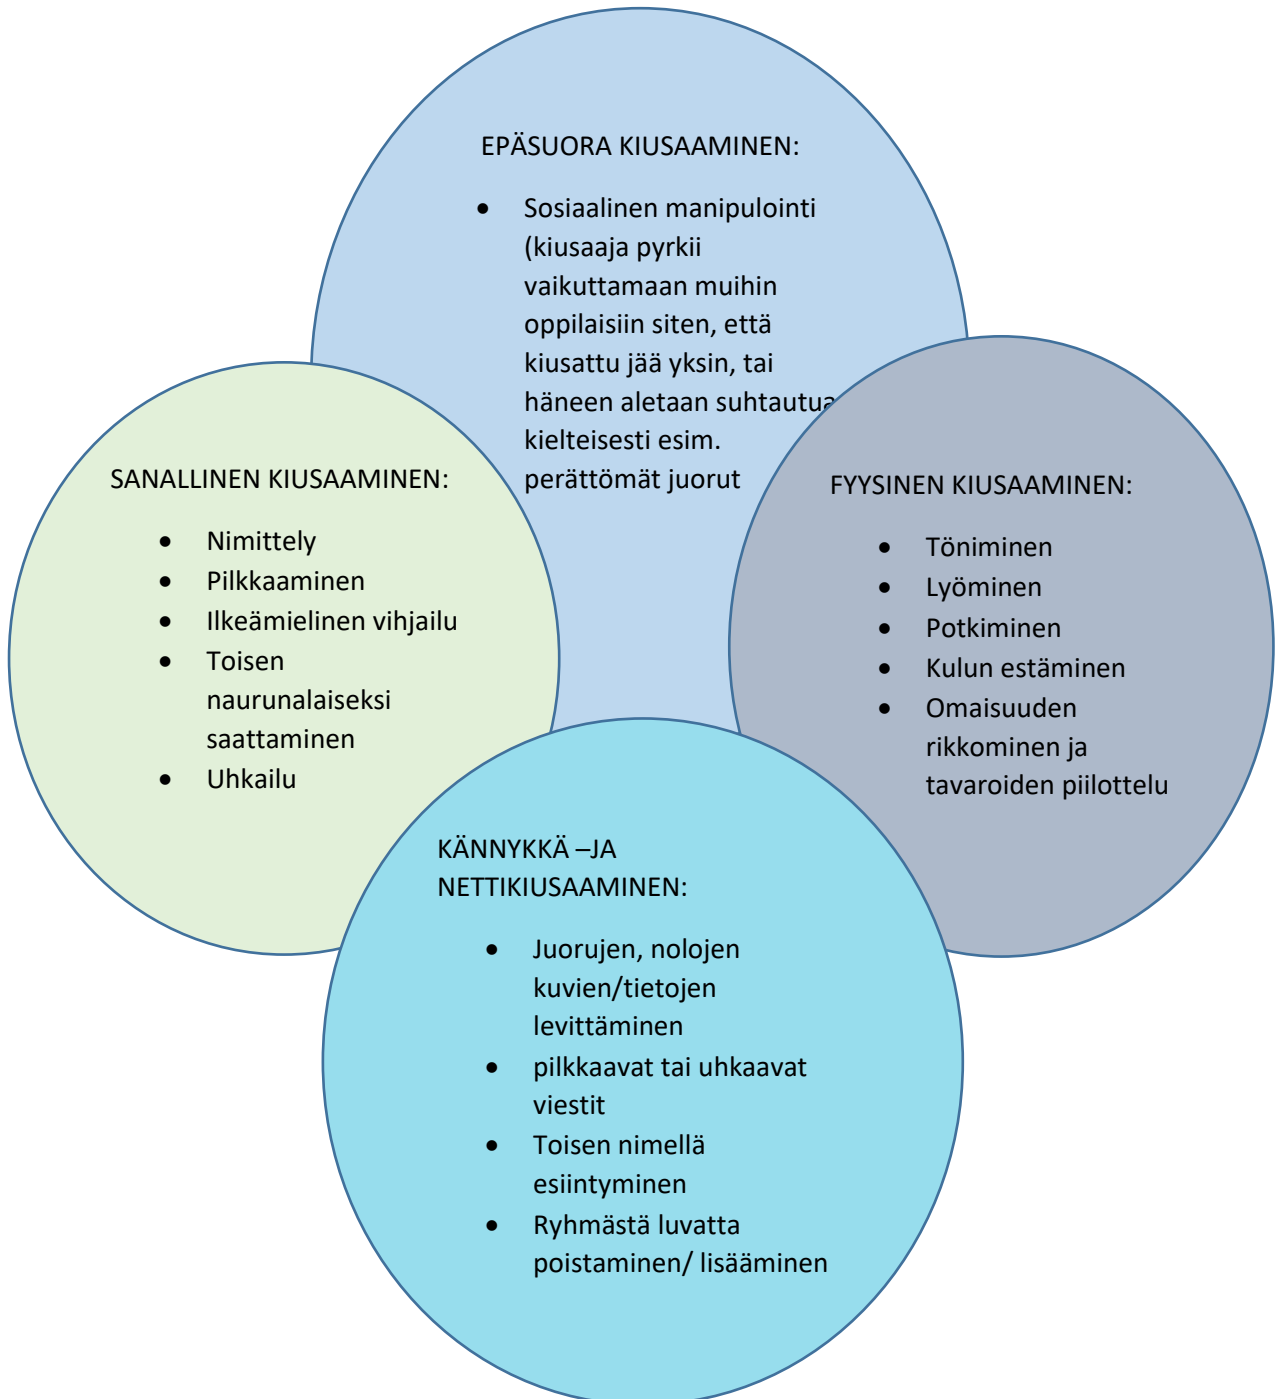 EPÄSUORA KIUSAAMINEN:
• Sosiaalinen manipulointi
(kiusaaja pyrkii
vaikuttamaan muihin
oppilaisiin siten, että
kiusattu jää yksin, tai
häneen aletaan suhtautua
kielteisesti esim.
perättömät juorut
SANALLINEN KIUSAAMINEN:
• Nimittely
• Pilkkaaminen
• Ilkeämielinen vihjailu
• Toisen
naurunalaiseksi
saattaminen
• Uhkailu
FYYSINEN KIUSAAMINEN:
• Töniminen
• Lyöminen
• Potkiminen
• Kulun estäminen
• Omaisuuden
rikkominen ja
tavaroiden piilottelu
KÄNNYKKÄ –JA
NETTIKIUSAAMINEN:
• Juorujen, nolojen
kuvien/tietojen
levittäminen
• pilkkaavat tai uhkaavat
viestit
• Toisen nimellä
esiintyminen
• Ryhmästä luvatta
poistaminen/ lisääminen